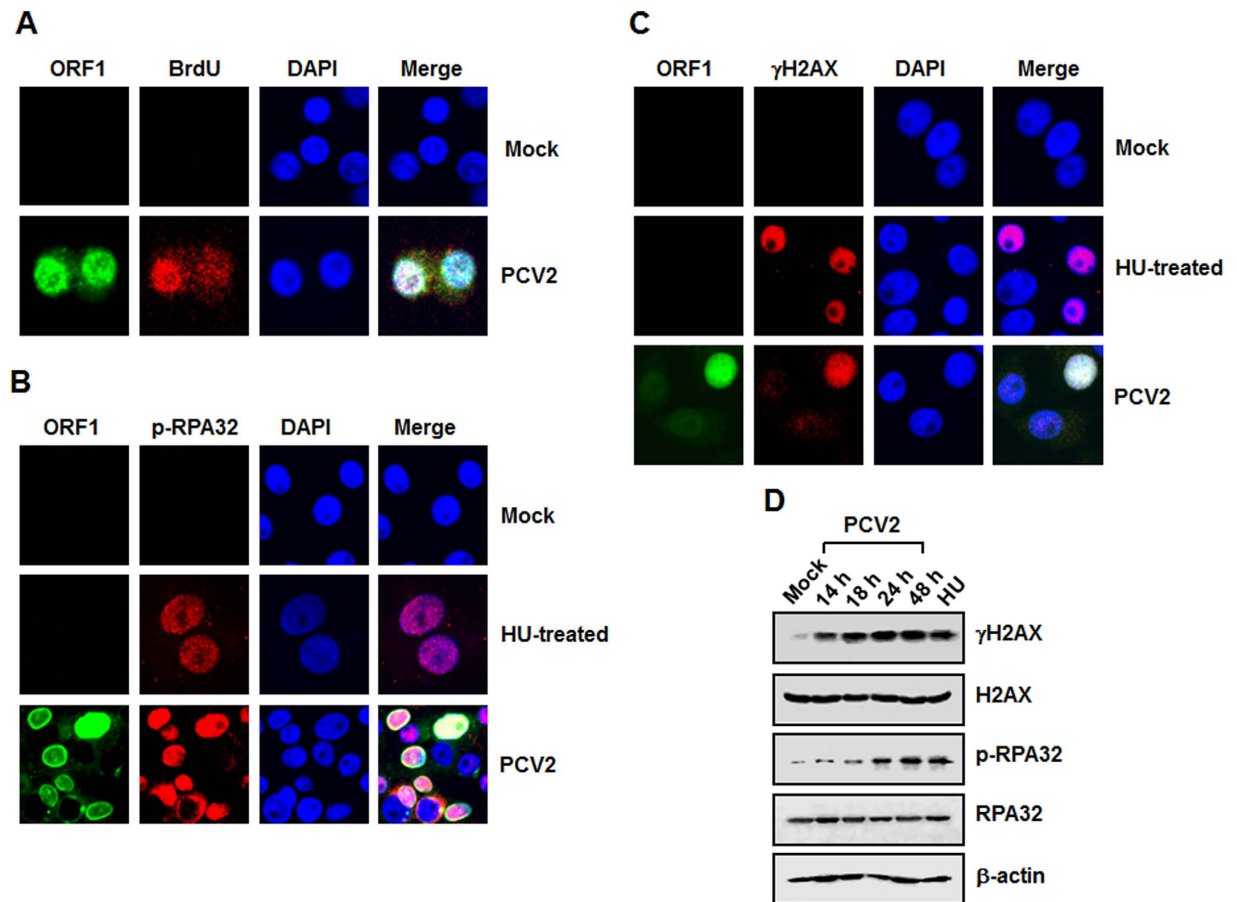 A
ORF1 BrdU DAPI Merge
Mock
PCV2
B
ORF1 p-RPA32 DAPI Merge
Mock
HU-treated
PCV2
C
ORF1 γH2AX DAPI Merge
Mock
HU-treated
PCV2
D
PCV2
Mock 14 h 18 h 24 h 48 h HU
γH2AX
H2AX
p-RPA32
RPA32
β-actin